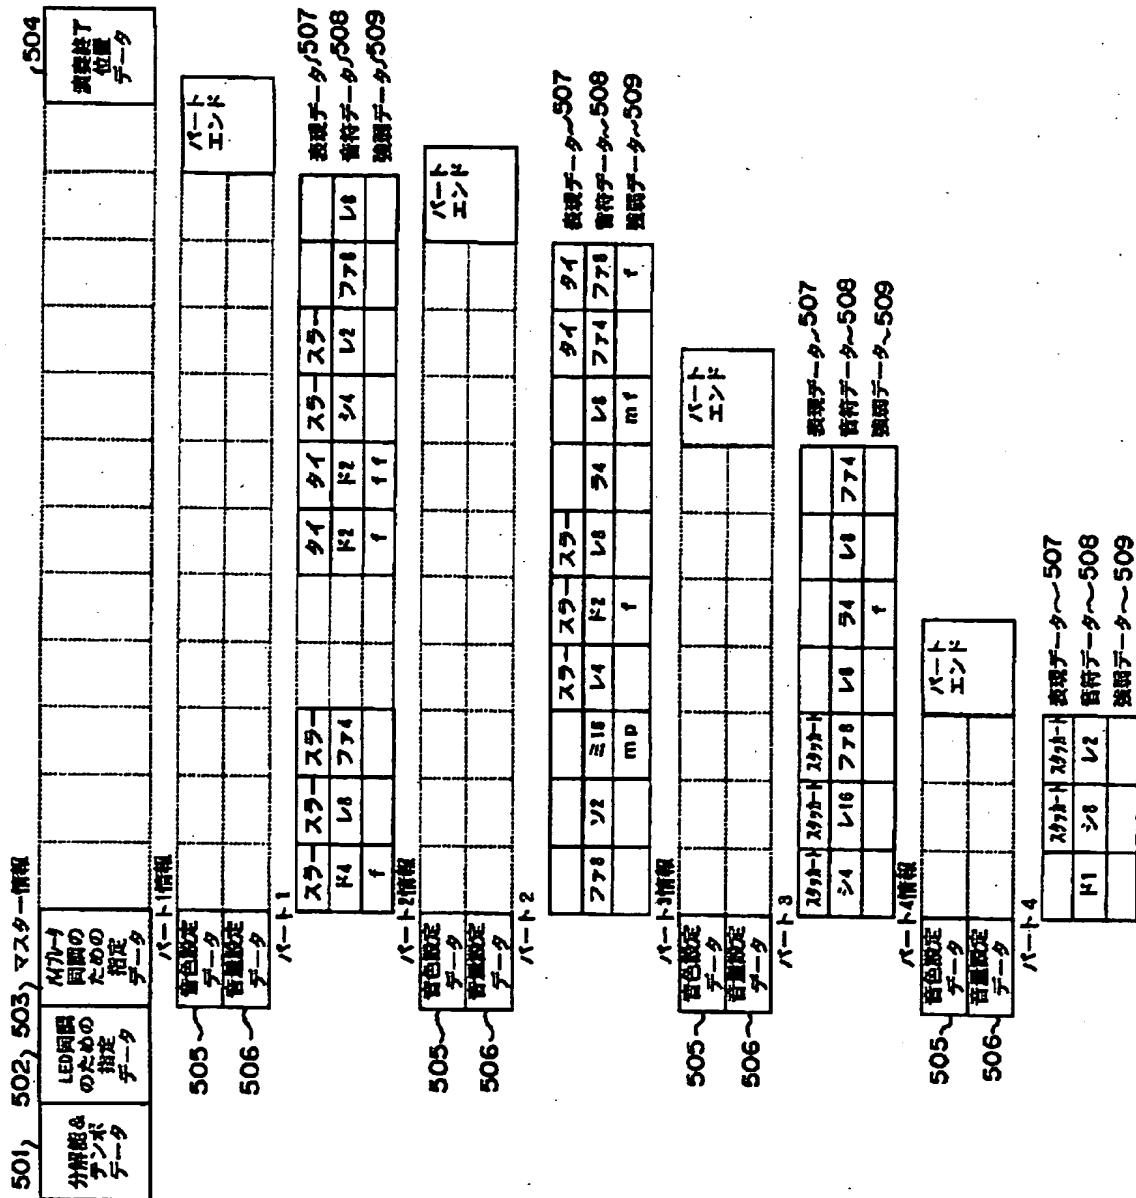 501
502
503
マスター情報
504
分解能&
テンポ
データ
LED同調
のための
指定
データ
バイブレータ
同調の
ための
指定
データ
演奏終了
位置
データ
パート1情報
505
音色設定
データ
506
音量設定
データ
パート
エンド
パート1
スラー スラー スラー タイ タイ スラー スラー 表現データ 507
ド4 レ8 ファ4 ド2 ド2 シ4 レ2 ファ8 レ8 音符データ 508
f f ff 強弱データ 509
パート2情報
505
音色設定
データ
506
音量設定
データ
パート
エンド
パート2
スラー スラー スラー タイ タイ 表現データ~507
ファ8 ソ2 ミ16 レ4 ド2 レ8 ラ4 レ8 ファ4 ファ8 音符データ~508
mp f mf f 強弱データ~509
パート3情報
505
音色設定
データ
506
音量設定
データ
パート
エンド
パート3
スタッカート スタッカート スタッカート 表現データ~507
シ4 レ16 ファ8 レ8 ラ4 レ8 ファ4 音符データ~508
f 強弱データ~509
パート4情報
505
音色設定
データ
506
音量設定
データ
パート
エンド
パート4
スタッカート スタッカート 表現データ~507
ド1 シ8 レ2 音符データ~508
強弱データ~509